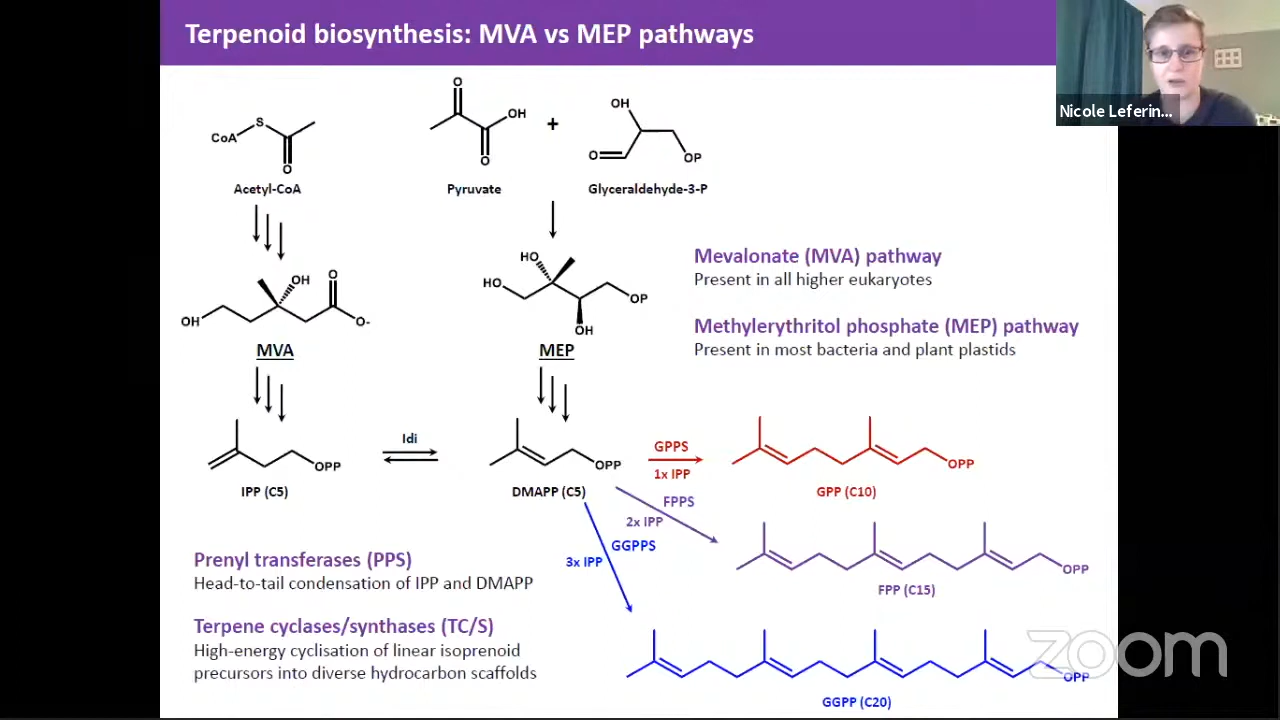 Terpenoid biosynthesis: MVA vs MEP pathways
Nicole Leferin...
CoA
S
O
Acetyl-CoA
O
OH
O
Pyruvate
+
OH
O
OP
Glyceraldehyde-3-P
OH
O
OH
O-
MVA
HO
HO
OP
OH
MEP
Mevalonate (MVA) pathway
Present in all higher eukaryotes
Methylerythritol phosphate (MEP) pathway
Present in most bacteria and plant plastids
OPP
IPP (C5)
Idi
OPP
DMAPP (C5)
GPPS
1x IPP
OPP
GPP (C10)
FPPS
2x IPP
OPP
FPP (C15)
GGPPS
3x IPP
OPP
GGPP (C20)
Prenyl transferases (PPS)
Head-to-tail condensation of IPP and DMAPP
Terpene cyclases/synthases (TC/S)
High-energy cyclisation of linear isoprenoid
precursors into diverse hydrocarbon scaffolds
zoom